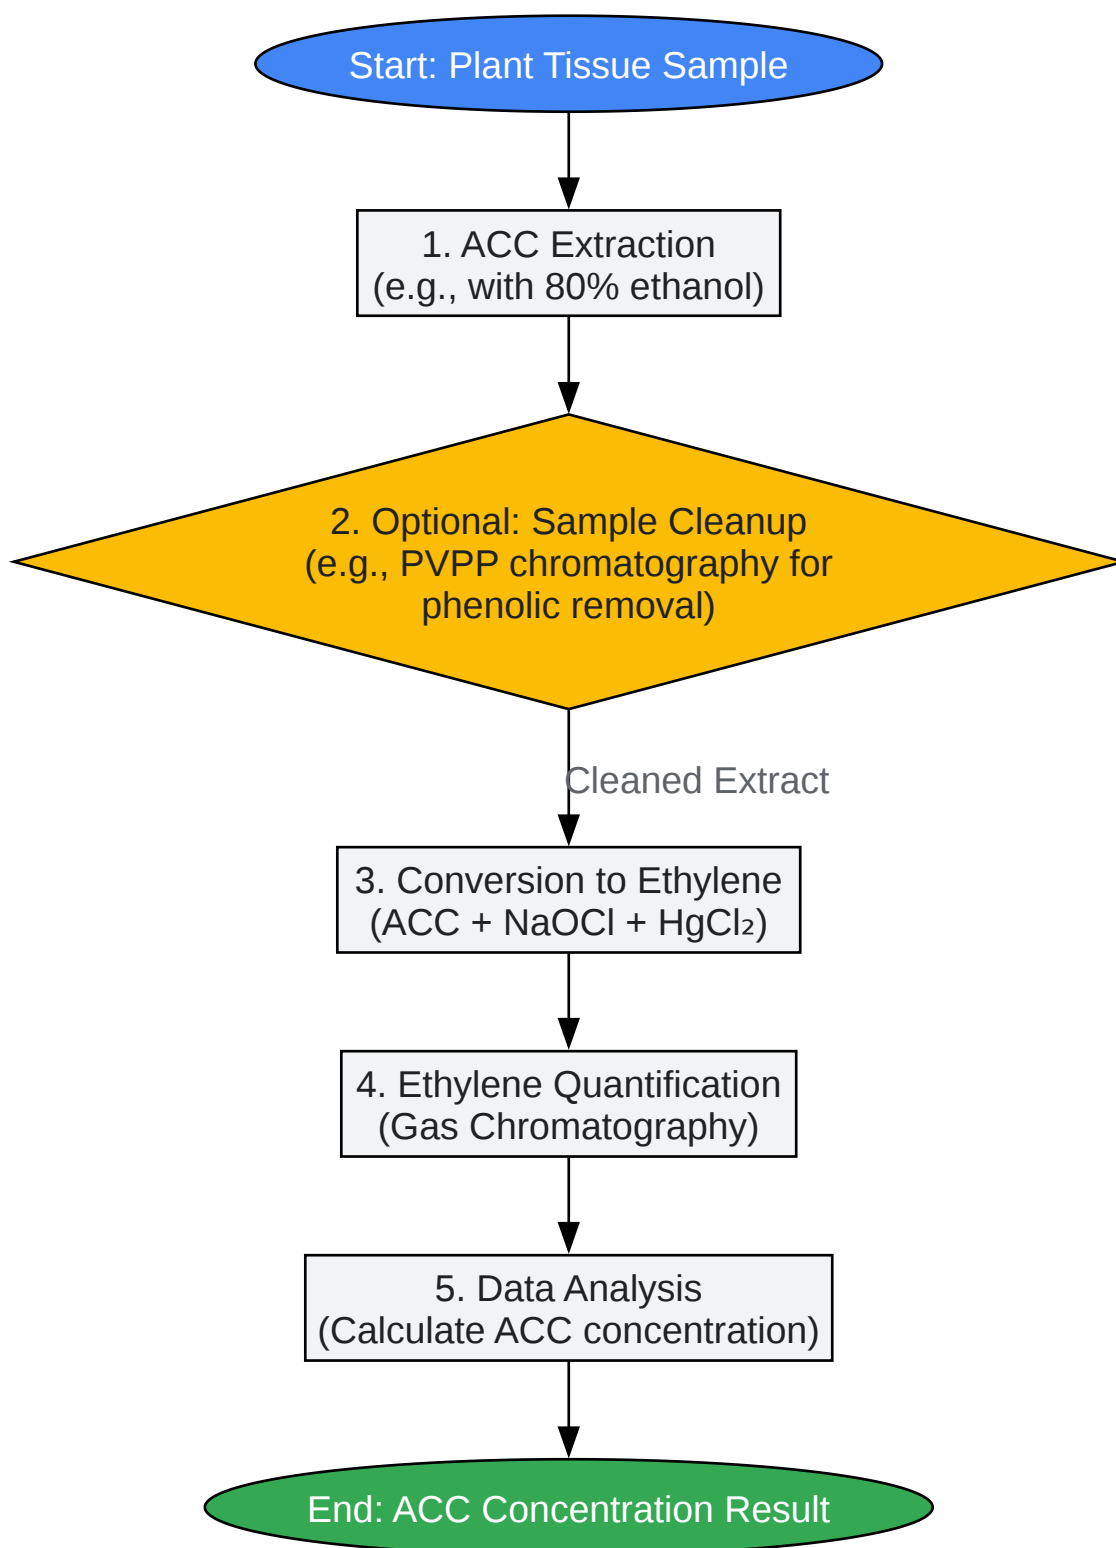 Start: Plant Tissue Sample
1. ACC Extraction
(e.g., with 80% ethanol)
2. Optional: Sample Cleanup
(e.g., PVPP chromatography for
phenolic removal)
Cleaned Extract
3. Conversion to Ethylene
(ACC + NaOCl + HgCl₂)
4. Ethylene Quantification
(Gas Chromatography)
5. Data Analysis
(Calculate ACC concentration)
End: ACC Concentration Result